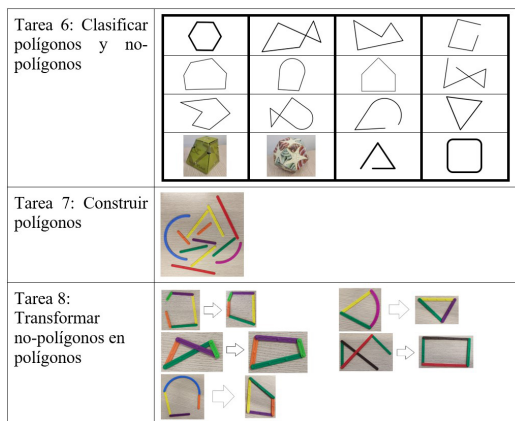 Tarea 6: Clasificar
polígonos y no-
polígonos
Tarea 7: Construir
polígonos
Tarea 8:
Transformar
no-polígonos en
polígonos